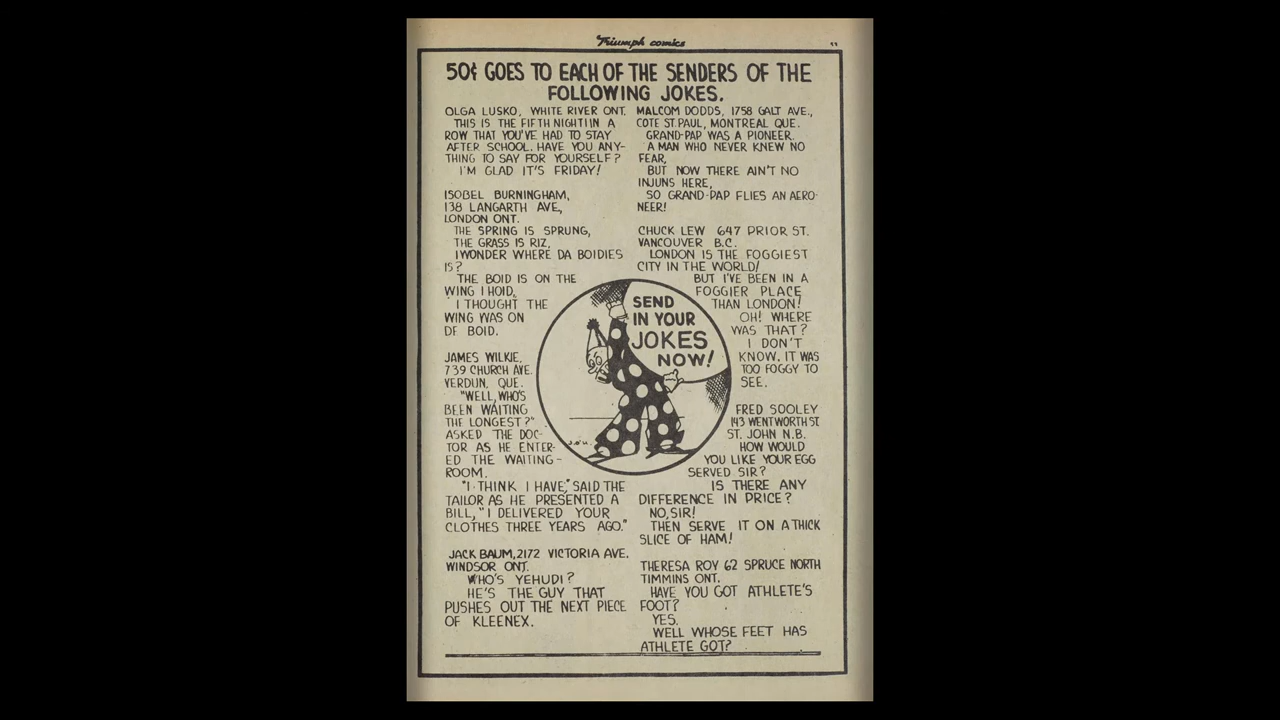 Triumph comics
50¢ GOES TO EACH OF THE SENDERS OF THE
FOLLOWING JOKES.
OLGA LUSKO, WHITE RIVER ONT.
THIS IS THE FIFTH NIGHT IN A
ROW THAT YOU'VE HAD TO STAY
AFTER SCHOOL. HAVE YOU ANY-
THING TO SAY FOR YOURSELF?
I'M GLAD IT'S FRIDAY!
ISOBEL BURNINGHAM,
138 LANGARTH AVE,
LONDON ONT.
THE SPRING IS SPRUNG,
THE GRASS IS RIZ,
I WONDER WHERE DA BOIDIES
IS?
THE BOID IS ON THE
WING I HOID,
I THOUGHT THE
WING WAS ON
DE BOID.
JAMES WILKIE,
739 CHURCH AVE.
VERDUN, QUE.
"WELL, WHO'S
BEEN WAITING
THE LONGEST?"
ASKED THE DOC-
TOR AS HE ENTER-
ED THE WAITING-
ROOM.
"I THINK I HAVE," SAID THE
TAILOR AS HE PRESENTED A
BILL, "I DELIVERED YOUR
CLOTHES THREE YEARS AGO."
JACK BAUM, 2172 VICTORIA AVE.
WINDSOR ONT.
WHO'S YEHUDI?
HE'S THE GUY THAT
PUSHES OUT THE NEXT PIECE
OF KLEENEX.
MALCOM DODDS, 1758 GALT AVE.,
COTE ST. PAUL, MONTREAL QUE.
GRAND-PAP WAS A PIONEER.
A MAN WHO NEVER KNEW NO
FEAR,
BUT NOW THERE AIN'T NO
INJUNS HERE,
SO GRAND-PAP FLIES AN AERO-
NEER!
CHUCK LEW 647 PRIOR ST.
VANCOUVER B.C.
LONDON IS THE FOGGIEST
CITY IN THE WORLD!
BUT I'VE BEEN IN A
FOGGIER PLACE
THAN LONDON!
OH! WHERE
WAS THAT?
I DON'T
KNOW. IT WAS
TOO FOGGY TO
SEE.
FRED SOOLEY
143 WENTWORTH ST
ST. JOHN N.B.
HOW WOULD
YOU LIKE YOUR EGG
SERVED SIR?
IS THERE ANY
DIFFERENCE IN PRICE?
NO, SIR!
THEN SERVE IT ON A THICK
SLICE OF HAM!
THERESA ROY 62 SPRUCE NORTH
TIMMINS ONT.
HAVE YOU GOT ATHLETE'S
FOOT?
YES.
WELL WHOSE FEET HAS
ATHLETE GOT?
SEND
IN YOUR
JOKES
NOW!